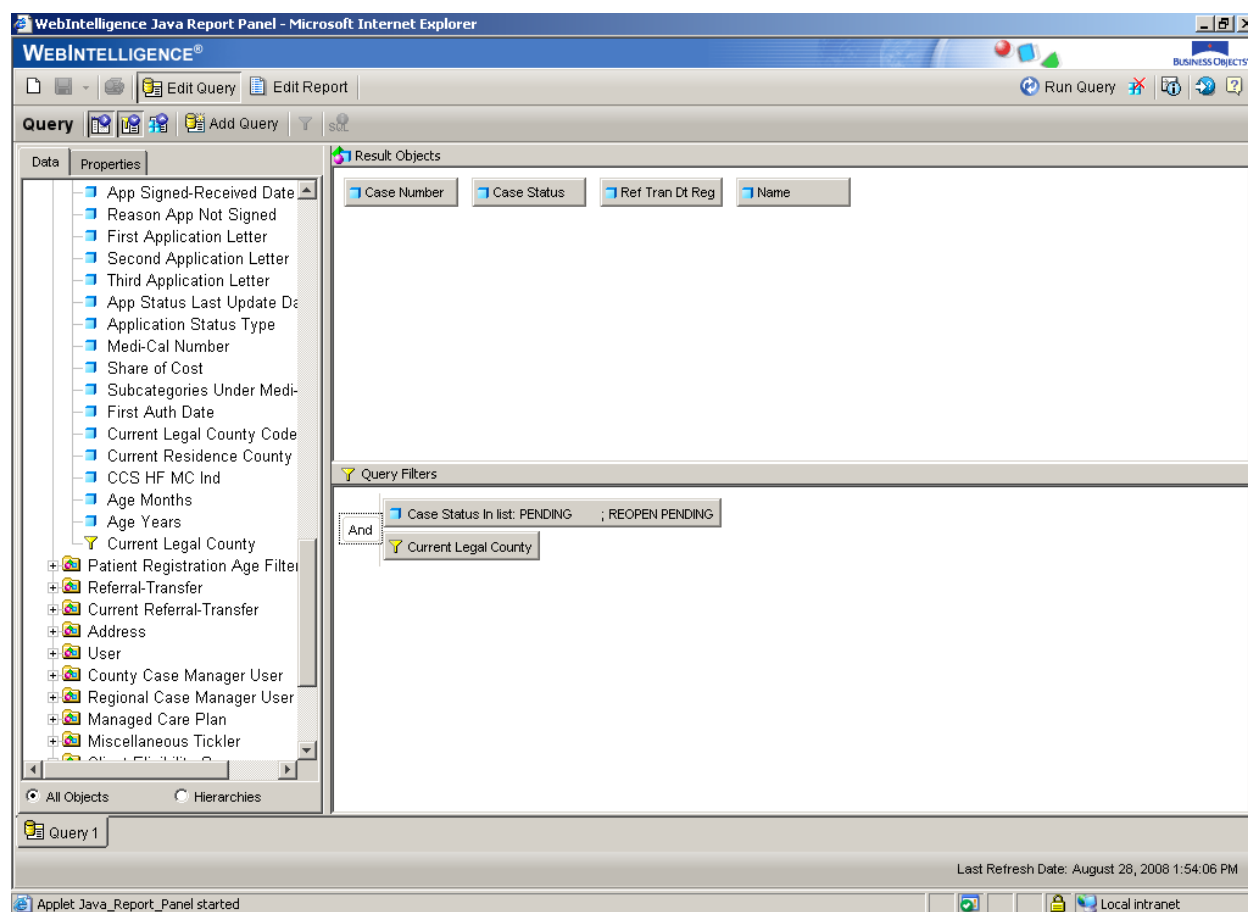 WebIntelligence Java Report Panel - Microsoft Internet Explorer
WEBINTELLIGENCE®
BUSINESS OBJECTS
Edit Query Edit Report Run Query
Query Add Query SQL
Data Properties
App Signed-Received Date
Reason App Not Signed
First Application Letter
Second Application Letter
Third Application Letter
App Status Last Update Da
Application Status Type
Medi-Cal Number
Share of Cost
Subcategories Under Medi-
First Auth Date
Current Legal County Code
Current Residence County
CCS HF MC Ind
Age Months
Age Years
Current Legal County
Patient Registration Age Filter
Referral-Transfer
Current Referral-Transfer
Address
User
County Case Manager User
Regional Case Manager User
Managed Care Plan
Miscellaneous Tickler
All Objects Hierarchies
Result Objects
Case Number Case Status Ref Tran Dt Reg Name
Query Filters
And
Case Status In list: PENDING ; REOPEN PENDING
Current Legal County
Query 1
Last Refresh Date: August 28, 2008 1:54:06 PM
Applet Java_Report_Panel started Local intranet